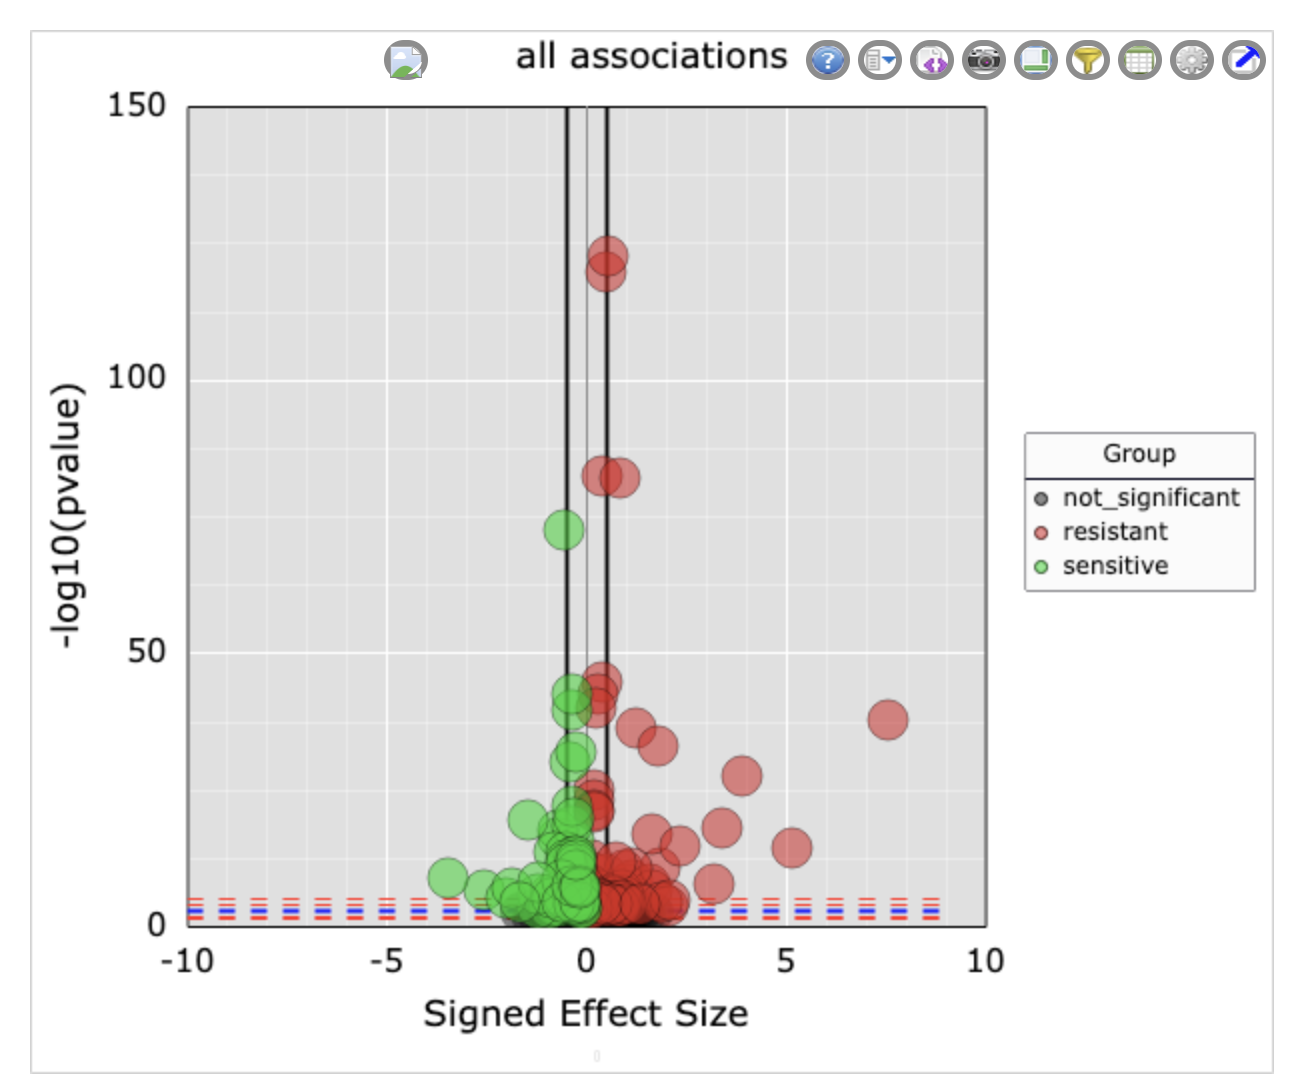 all associations
?
150
100
50
0
-log10(pvalue)
-10
-5
0
5
10
Signed Effect Size
Group
not_significant
resistant
sensitive